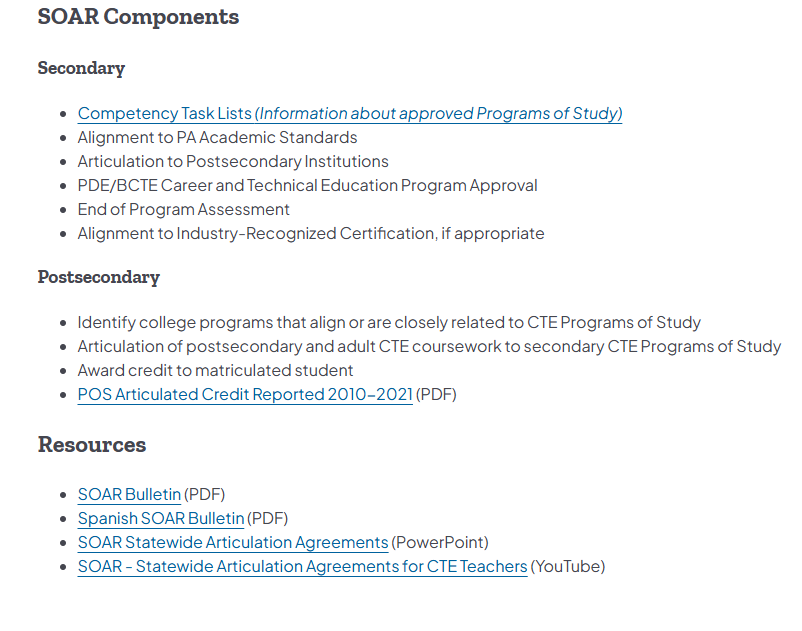 SOAR Components
Secondary
• Competency Task Lists (Information about approved Programs of Study)
• Alignment to PA Academic Standards
• Articulation to Postsecondary Institutions
• PDE/BCTE Career and Technical Education Program Approval
• End of Program Assessment
• Alignment to Industry-Recognized Certification, if appropriate
Postsecondary
• Identify college programs that align or are closely related to CTE Programs of Study
• Articulation of postsecondary and adult CTE coursework to secondary CTE Programs of Study
• Award credit to matriculated student
• POS Articulated Credit Reported 2010–2021 (PDF)
Resources
• SOAR Bulletin (PDF)
• Spanish SOAR Bulletin (PDF)
• SOAR Statewide Articulation Agreements (PowerPoint)
• SOAR - Statewide Articulation Agreements for CTE Teachers (YouTube)